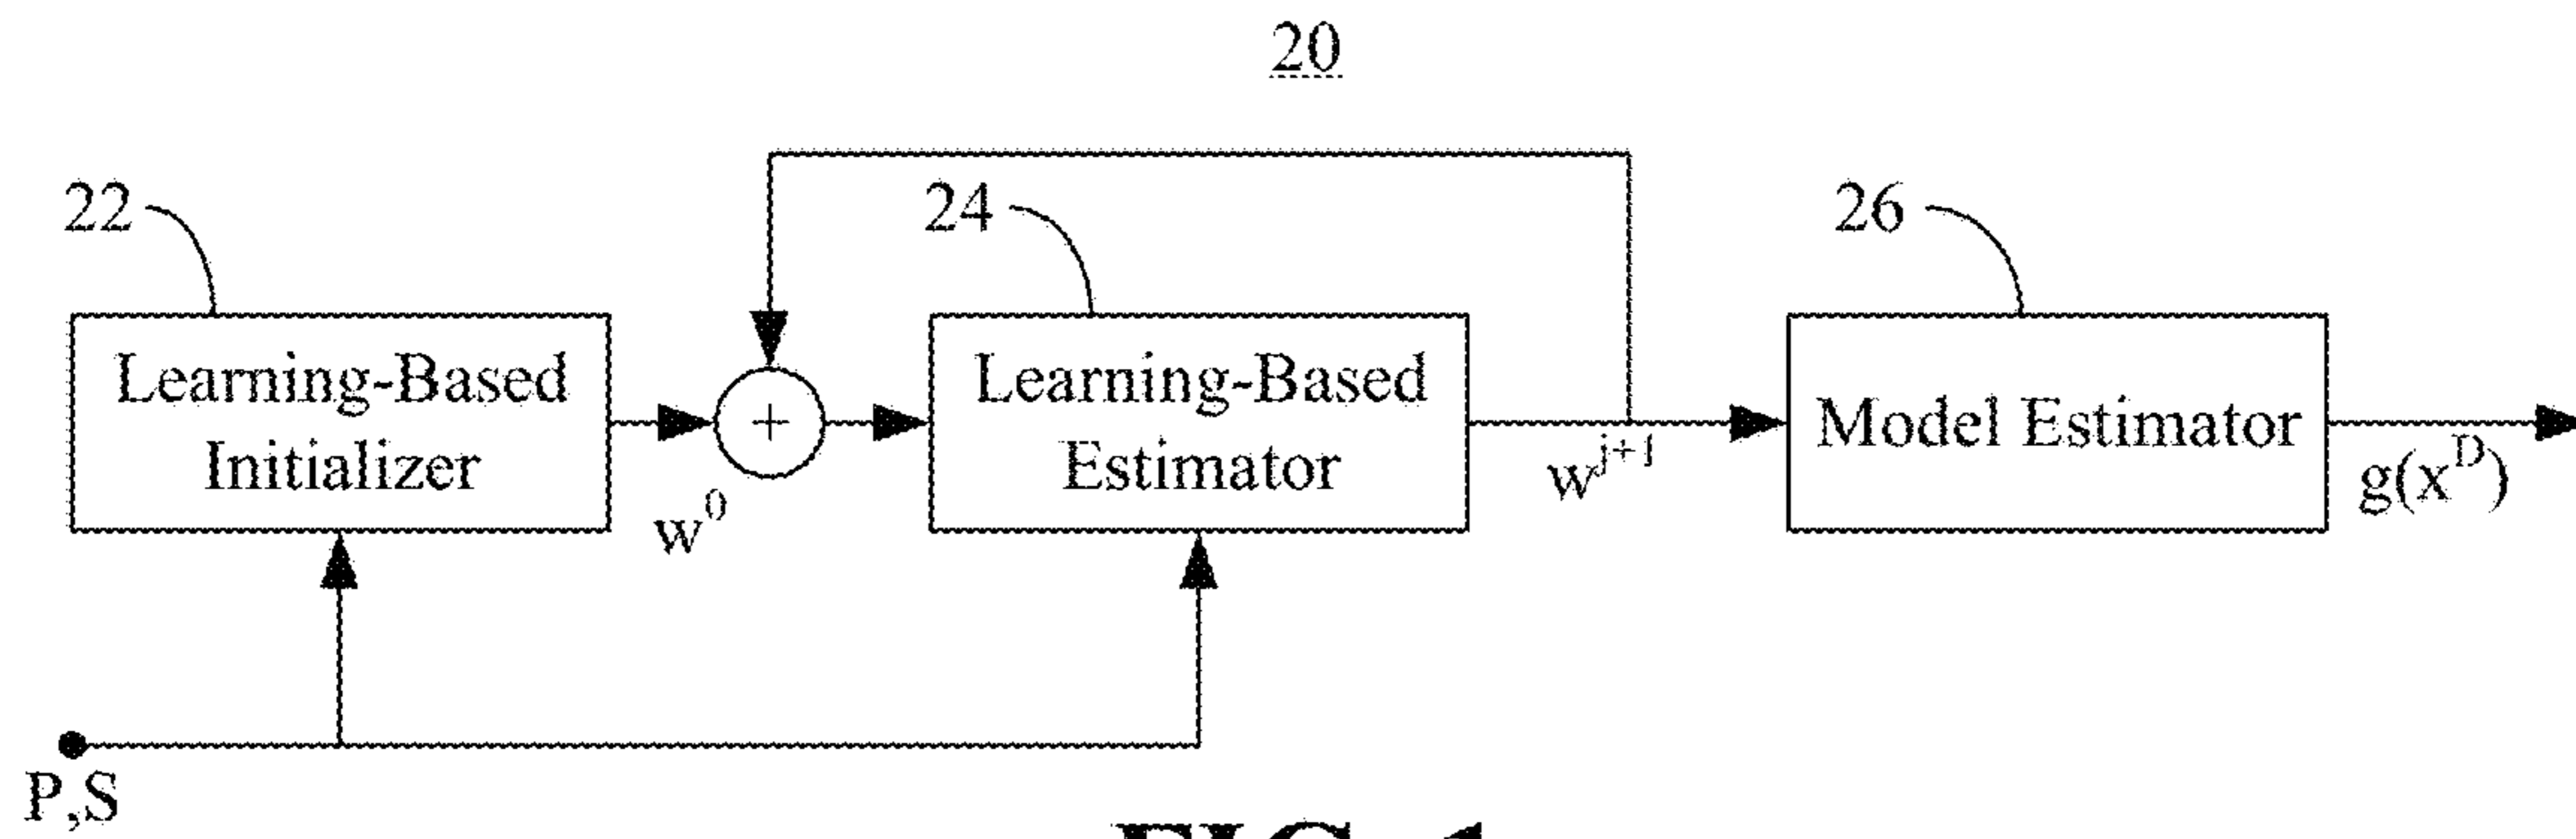 20
22
24
26
Learning-Based
Initializer
+
Learning-Based
Estimator
Model Estimator
w^0
w^{j+1}
g(x^D)
P,S